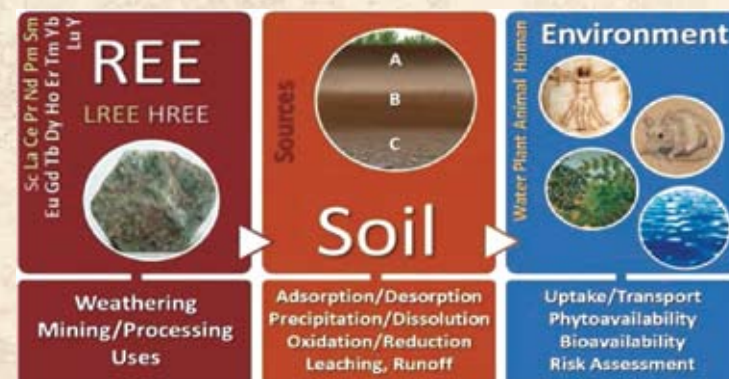 Sc La Ce Pr Nd Pm Sm
Eu Gd Tb Dy Ho Er Tm Yb
Lu Y
REE
LREE HREE
Weathering
Mining/Processing
Uses
Sources
A
B
C
Soil
Adsorption/Desorption
Precipitation/Dissolution
Oxidation/Reduction
Leaching, Runoff
Environment
Water Plant Animal Human
Uptake/Transport
Phytoavailability
Bioavailability
Risk Assessment